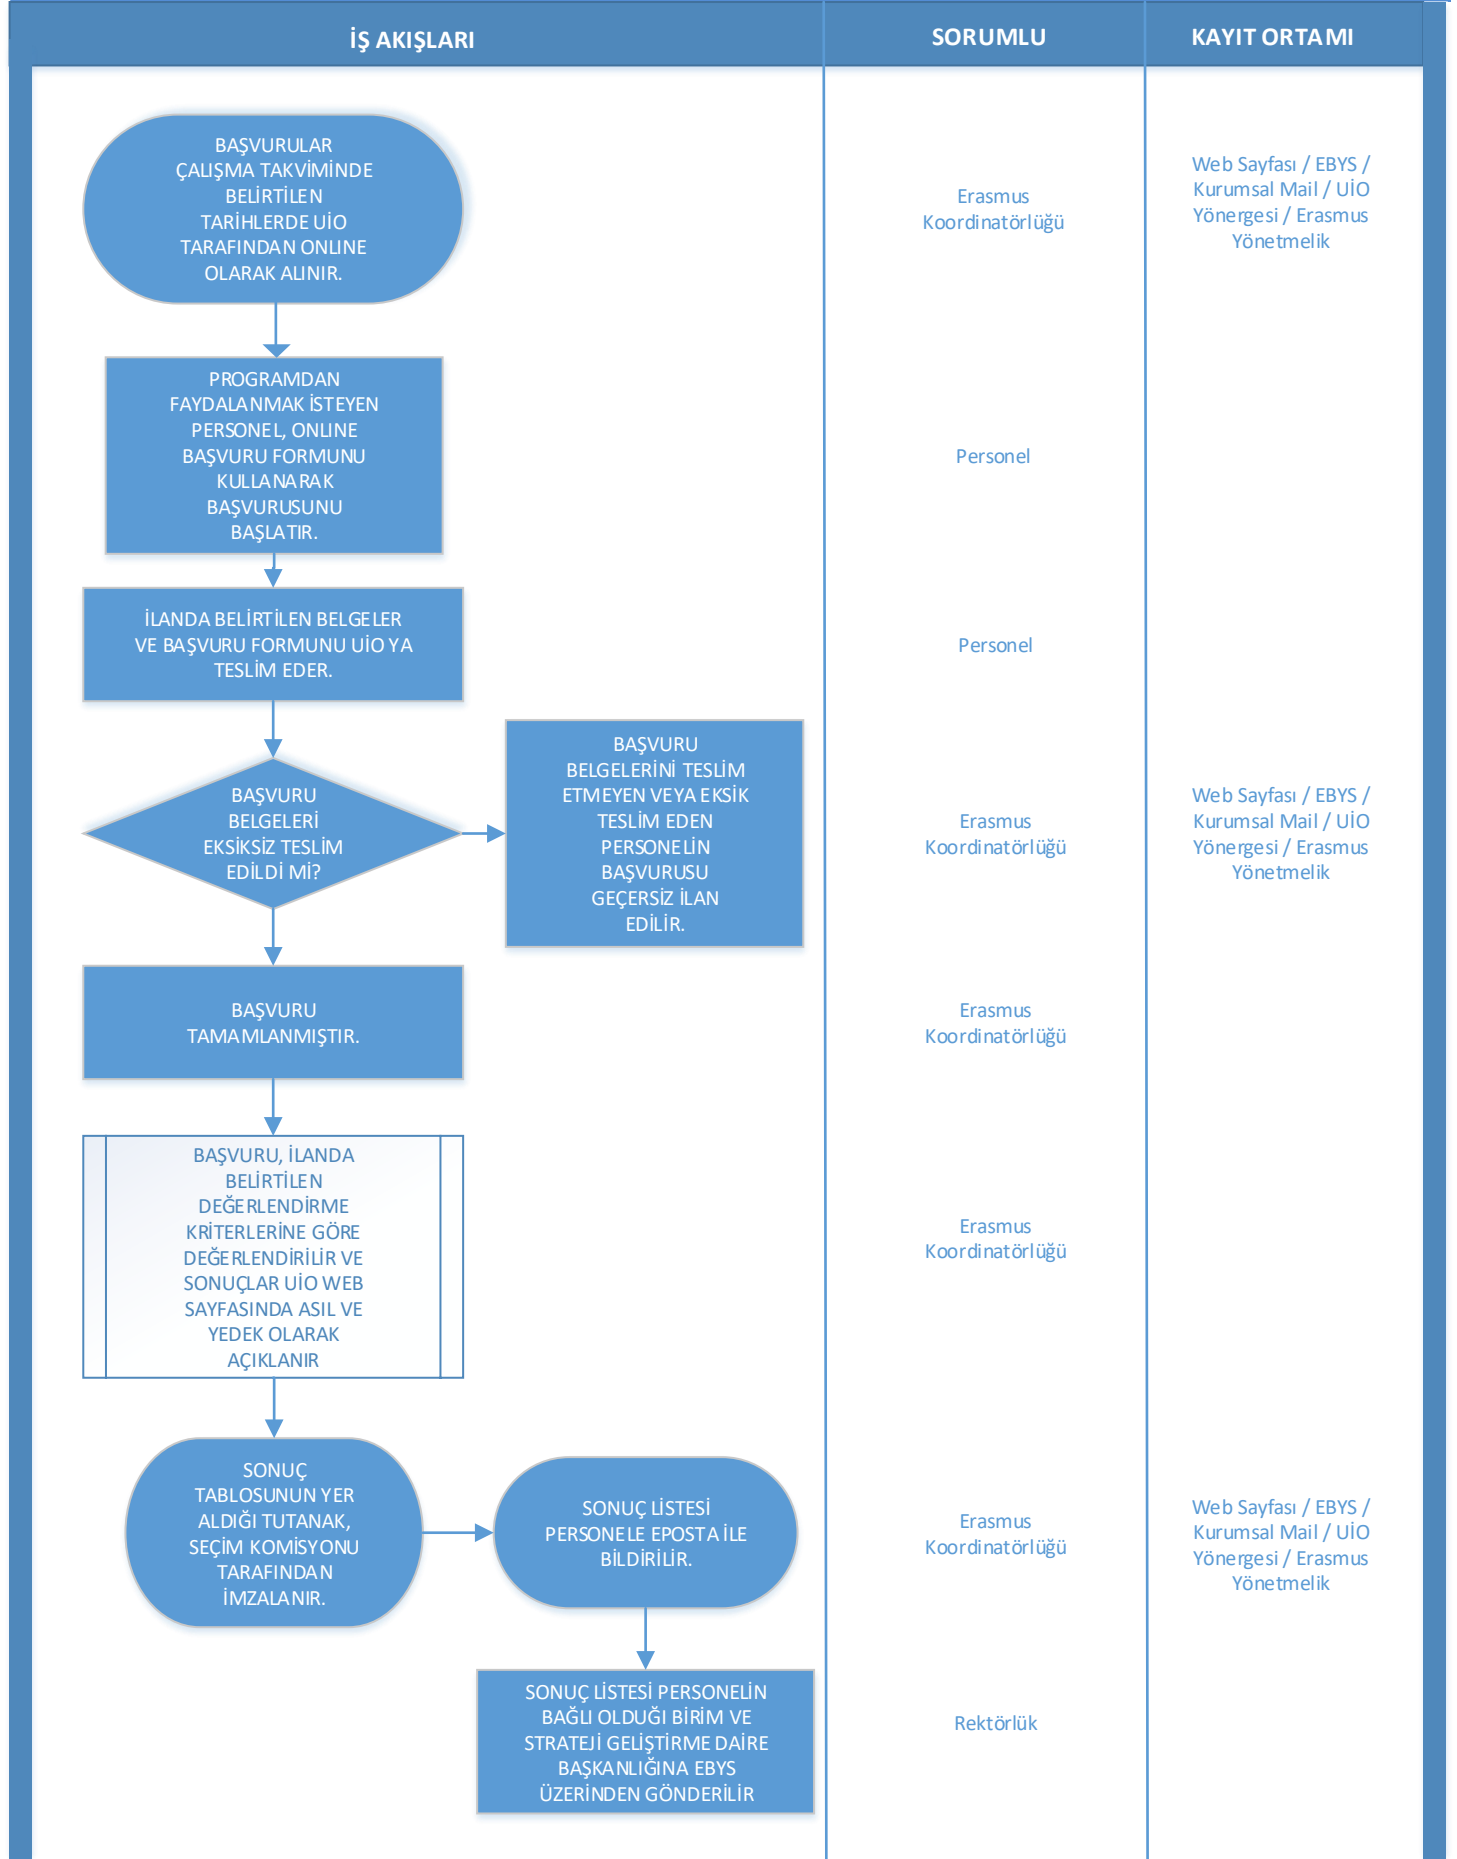 İŞ AKIŞLARI
SORUMLU
KAYIT ORTAMI
BAŞVURULAR
ÇALIŞMA TAKVİMİNDE
BELİRTİLEN
TARİHLERDE UİO
TARAFINDAN ONLINE
OLARAK ALINIR.
Erasmus
Koordinatörlüğü
Web Sayfası / EBYS /
Kurumsal Mail / UİO
Yönergesi / Erasmus
Yönetmelik
PROGRAMDAN
FAYDALANMAK İSTEYEN
PERSONEL, ONLINE
BAŞVURU FORMUNU
KULLANARAK
BAŞVURUSUNU
BAŞLATIR.
Personel
İLANDA BELİRTİLEN BELGELER
VE BAŞVURU FORMUNU UİO YA
TESLİM EDER.
Personel
BAŞVURU
BELGELERİ
EKSİKSİZ TESLİM
EDİLDİ Mİ?
BAŞVURU
BELGELERİNİ TESLİM
ETMEYEN VEYA EKSİK
TESLİM EDEN
PERSONELİN
BAŞVURUSU
GEÇERSİZ İLAN
EDİLİR.
Erasmus
Koordinatörlüğü
Web Sayfası / EBYS /
Kurumsal Mail / UİO
Yönergesi / Erasmus
Yönetmelik
BAŞVURU
TAMAMLANMIŞTIR.
Erasmus
Koordinatörlüğü
BAŞVURU, İLANDA
BELİRTİLEN
DEĞERLENDİRME
KRİTERLERİNE GÖRE
DEĞERLENDİRİLİR VE
SONUÇLAR UİO WEB
SAYFASINDA ASIL VE
YEDEK OLARAK
AÇIKLANIR
Erasmus
Koordinatörlüğü
SONUÇ
TABLOSUNUN YER
ALDIĞI TUTANAK,
SEÇİM KOMİSYONU
TARAFINDAN
İMZALANIR.
SONUÇ LİSTESİ
PERSONELE EPOSTA İLE
BİLDİRİLİR.
Erasmus
Koordinatörlüğü
Web Sayfası / EBYS /
Kurumsal Mail / UİO
Yönergesi / Erasmus
Yönetmelik
SONUÇ LİSTESİ PERSONELİN
BAĞLI OLDUĞU BİRİM VE
STRATEJİ GELİŞTİRME DAİRE
BAŞKANLIĞINA EBYS
ÜZERİNDEN GÖNDERİLİR
Rektörlük